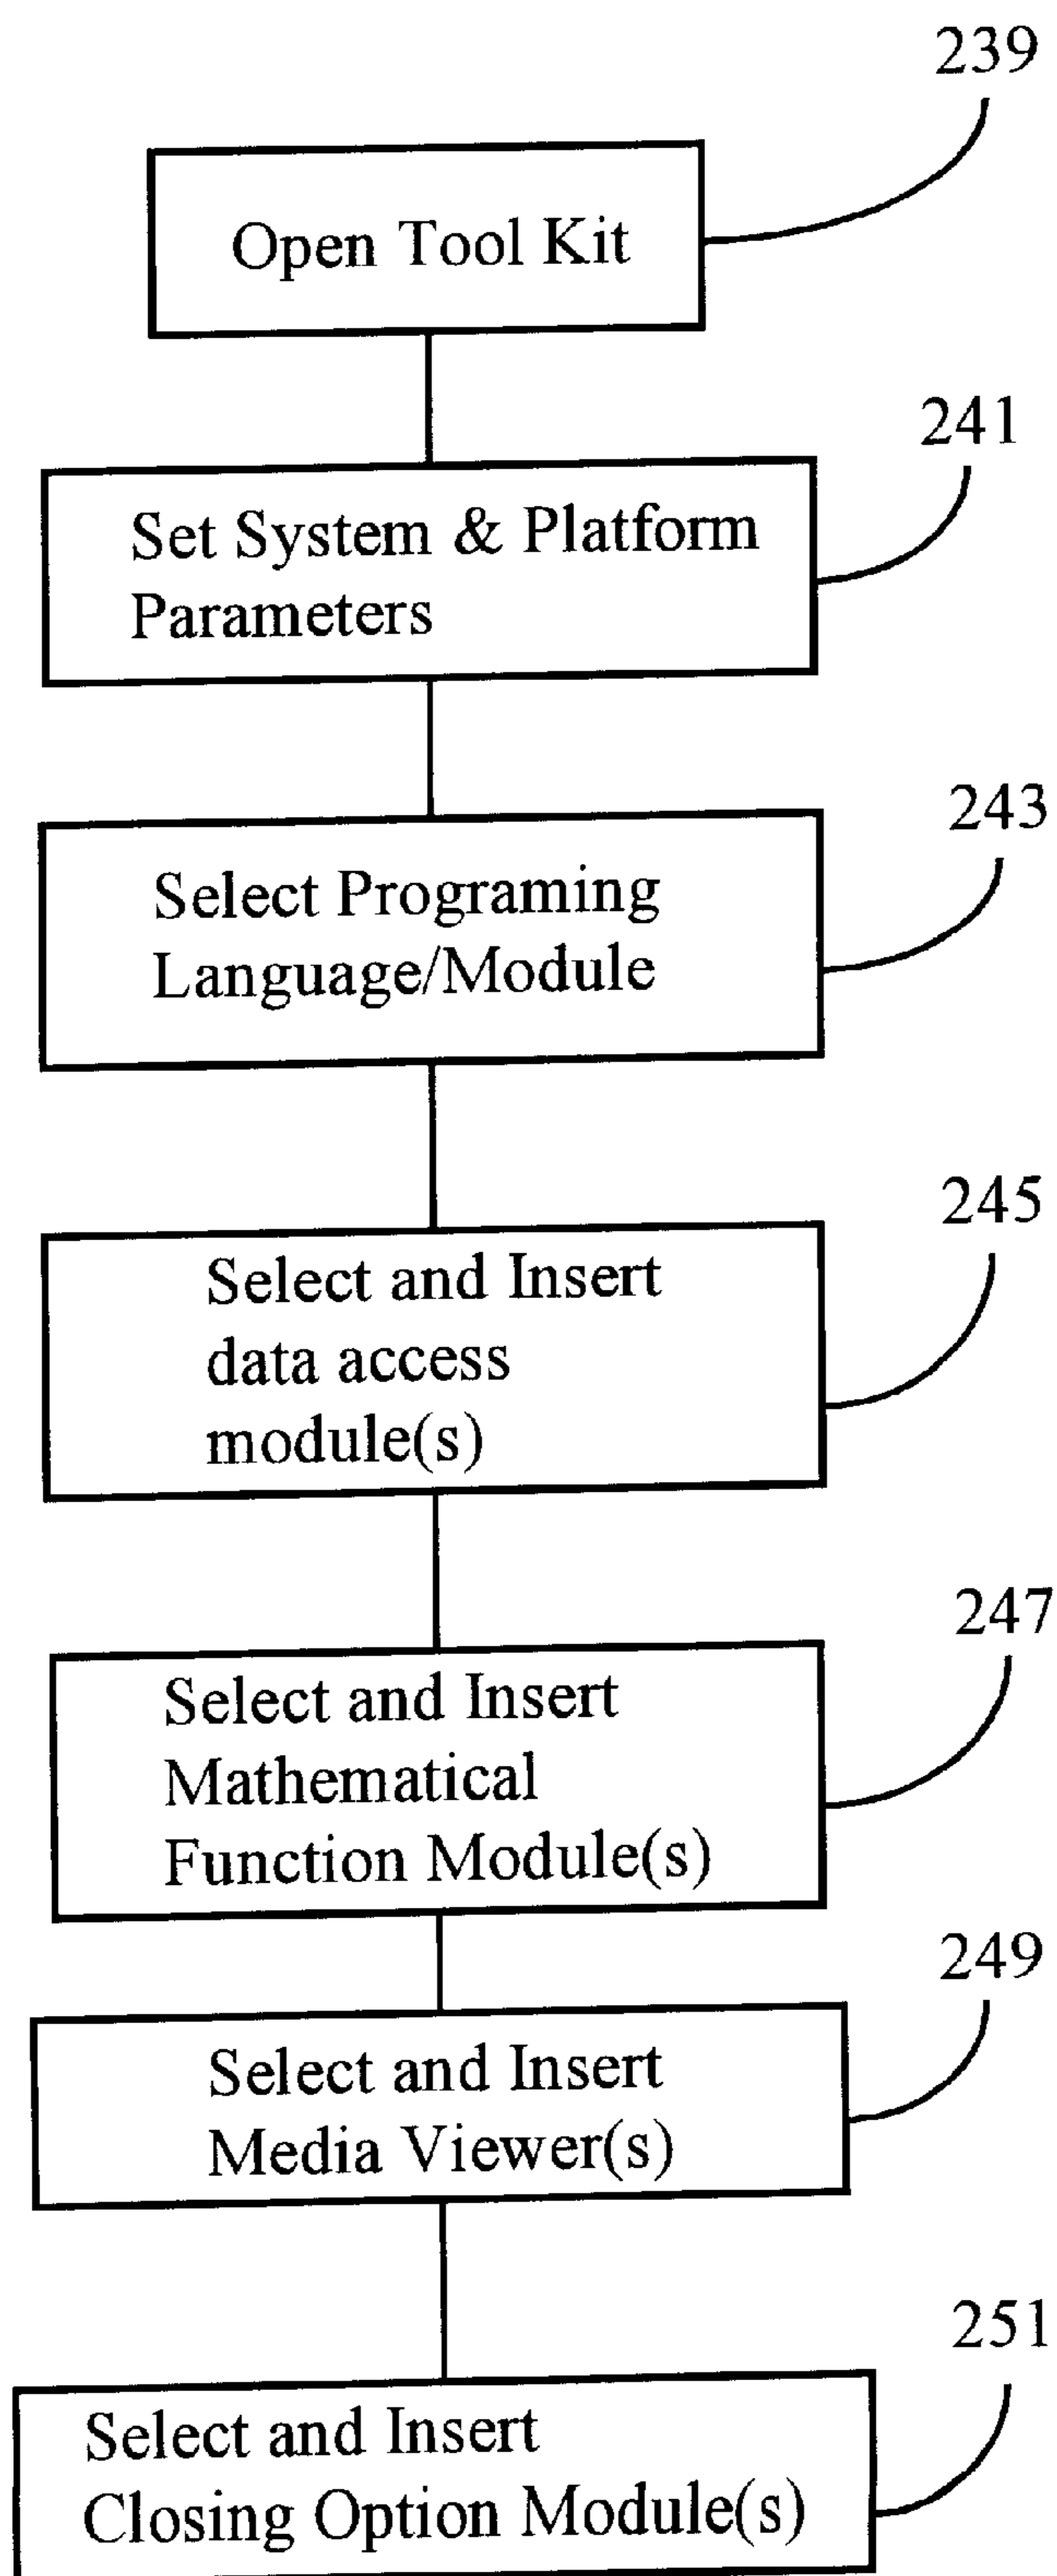 239
Open Tool Kit
241
Set System & Platform
Parameters
243
Select Programing
Language/Module
245
Select and Insert
data access
module(s)
247
Select and Insert
Mathematical
Function Module(s)
249
Select and Insert
Media Viewer(s)
251
Select and Insert
Closing Option Module(s)